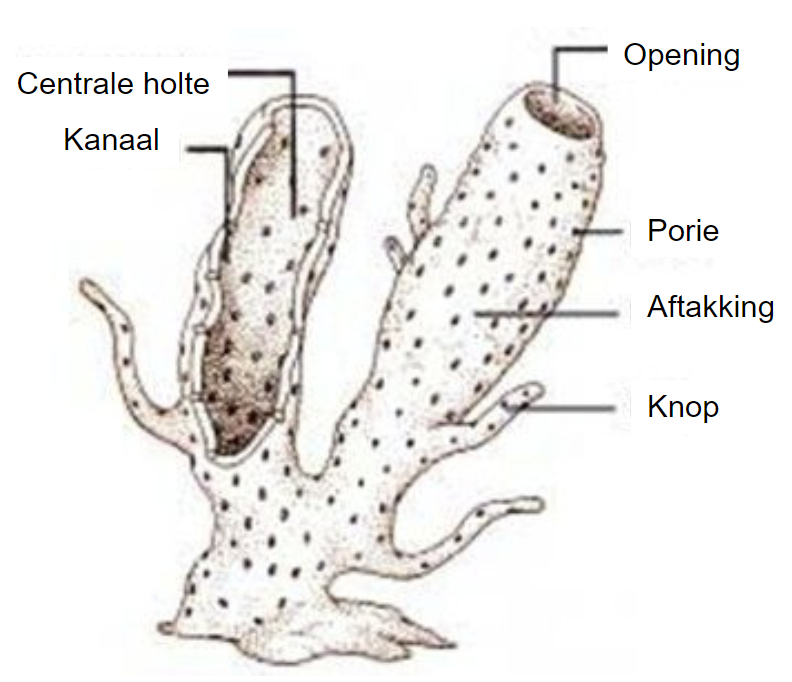 Opening
Centrale holte
Kanaal
Porie
Aftakking
Knop